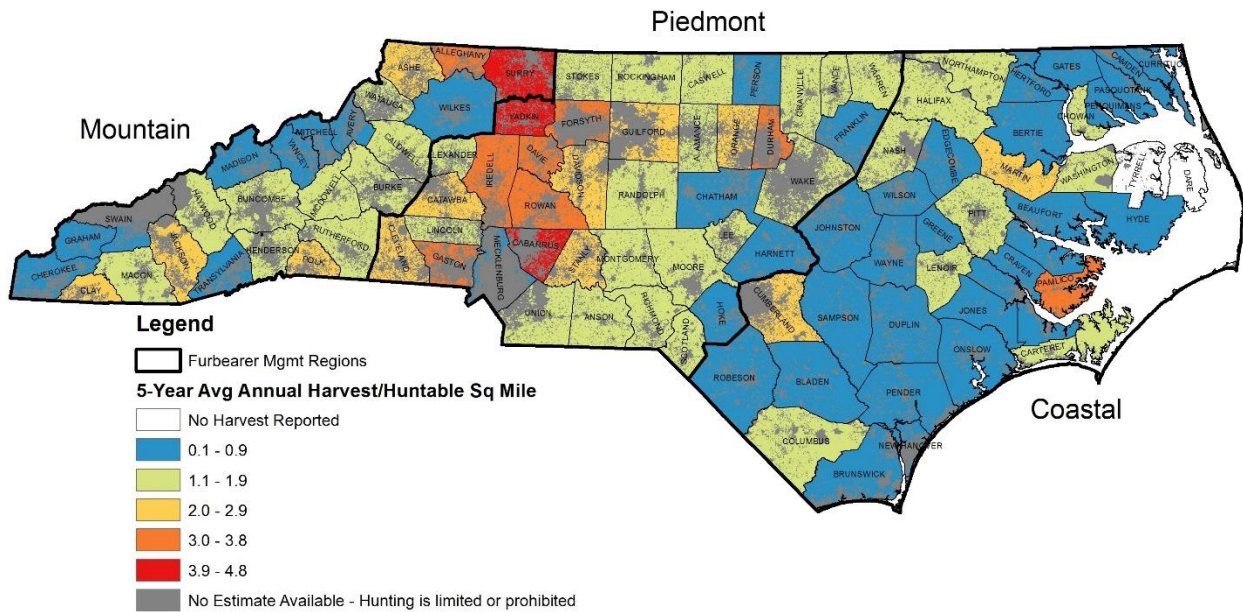 Piedmont
Mountain
Coastal
ASHE
ALLEGHANY
SURRY
STOKES
ROCKINGHAM
CASWELL
PERSON
GRANVILLE
VANCE
WARREN
NORTHAMPTON
HERTFORD
GATES
CAMDEN
CURRITUCK
PASQUOTANK
PERQUIMANS
CHOWAN
HALIFAX
BERTIE
WATAUGA
WILKES
YADKIN
FORSYTH
GUILFORD
ALAMANCE
ORANGE
DURHAM
FRANKLIN
NASH
EDGECOMBE
MARTIN
WASHINGTON
TYRRELL
DARE
MITCHELL
AVERY
YANCEY
MADISON
CALDWELL
LEXANDER
IREDELL
DAVIE
DAVIDSON
RANDOLPH
CHATHAM
WAKE
WILSON
PITT
BEAUFORT
HYDE
SWAIN
HAYWOOD
BUNCOMBE
MCDOWELL
BURKE
CATAWBA
ROWAN
LINCOLN
JOHNSTON
GREENE
GRAHAM
JACKSON
HENDERSON
RUTHERFORD
POLK
CLEVELAND
GASTON
MECKLENBURG
CABARRUS
STANLY
MONTGOMERY
MOORE
LEE
HARNETT
WAYNE
LENOIR
CRAVEN
PAMLICO
CHEROKEE
CLAY
MACON
TRANSYLVANIA
UNION
ANSON
RICHMOND
SCOTLAND
HOKE
CUMBERLAND
SAMPSON
DUPLIN
JONES
CARTERET
ONSLOW
ROBESON
BLADEN
PENDER
COLUMBUS
BRUNSWICK
NEW HANOVER
Legend
Furbearer Mgmt Regions
5-Year Avg Annual Harvest/Huntable Sq Mile
No Harvest Reported
0.1 - 0.9
1.1 - 1.9
2.0 - 2.9
3.0 - 3.8
3.9 - 4.8
No Estimate Available - Hunting is limited or prohibited